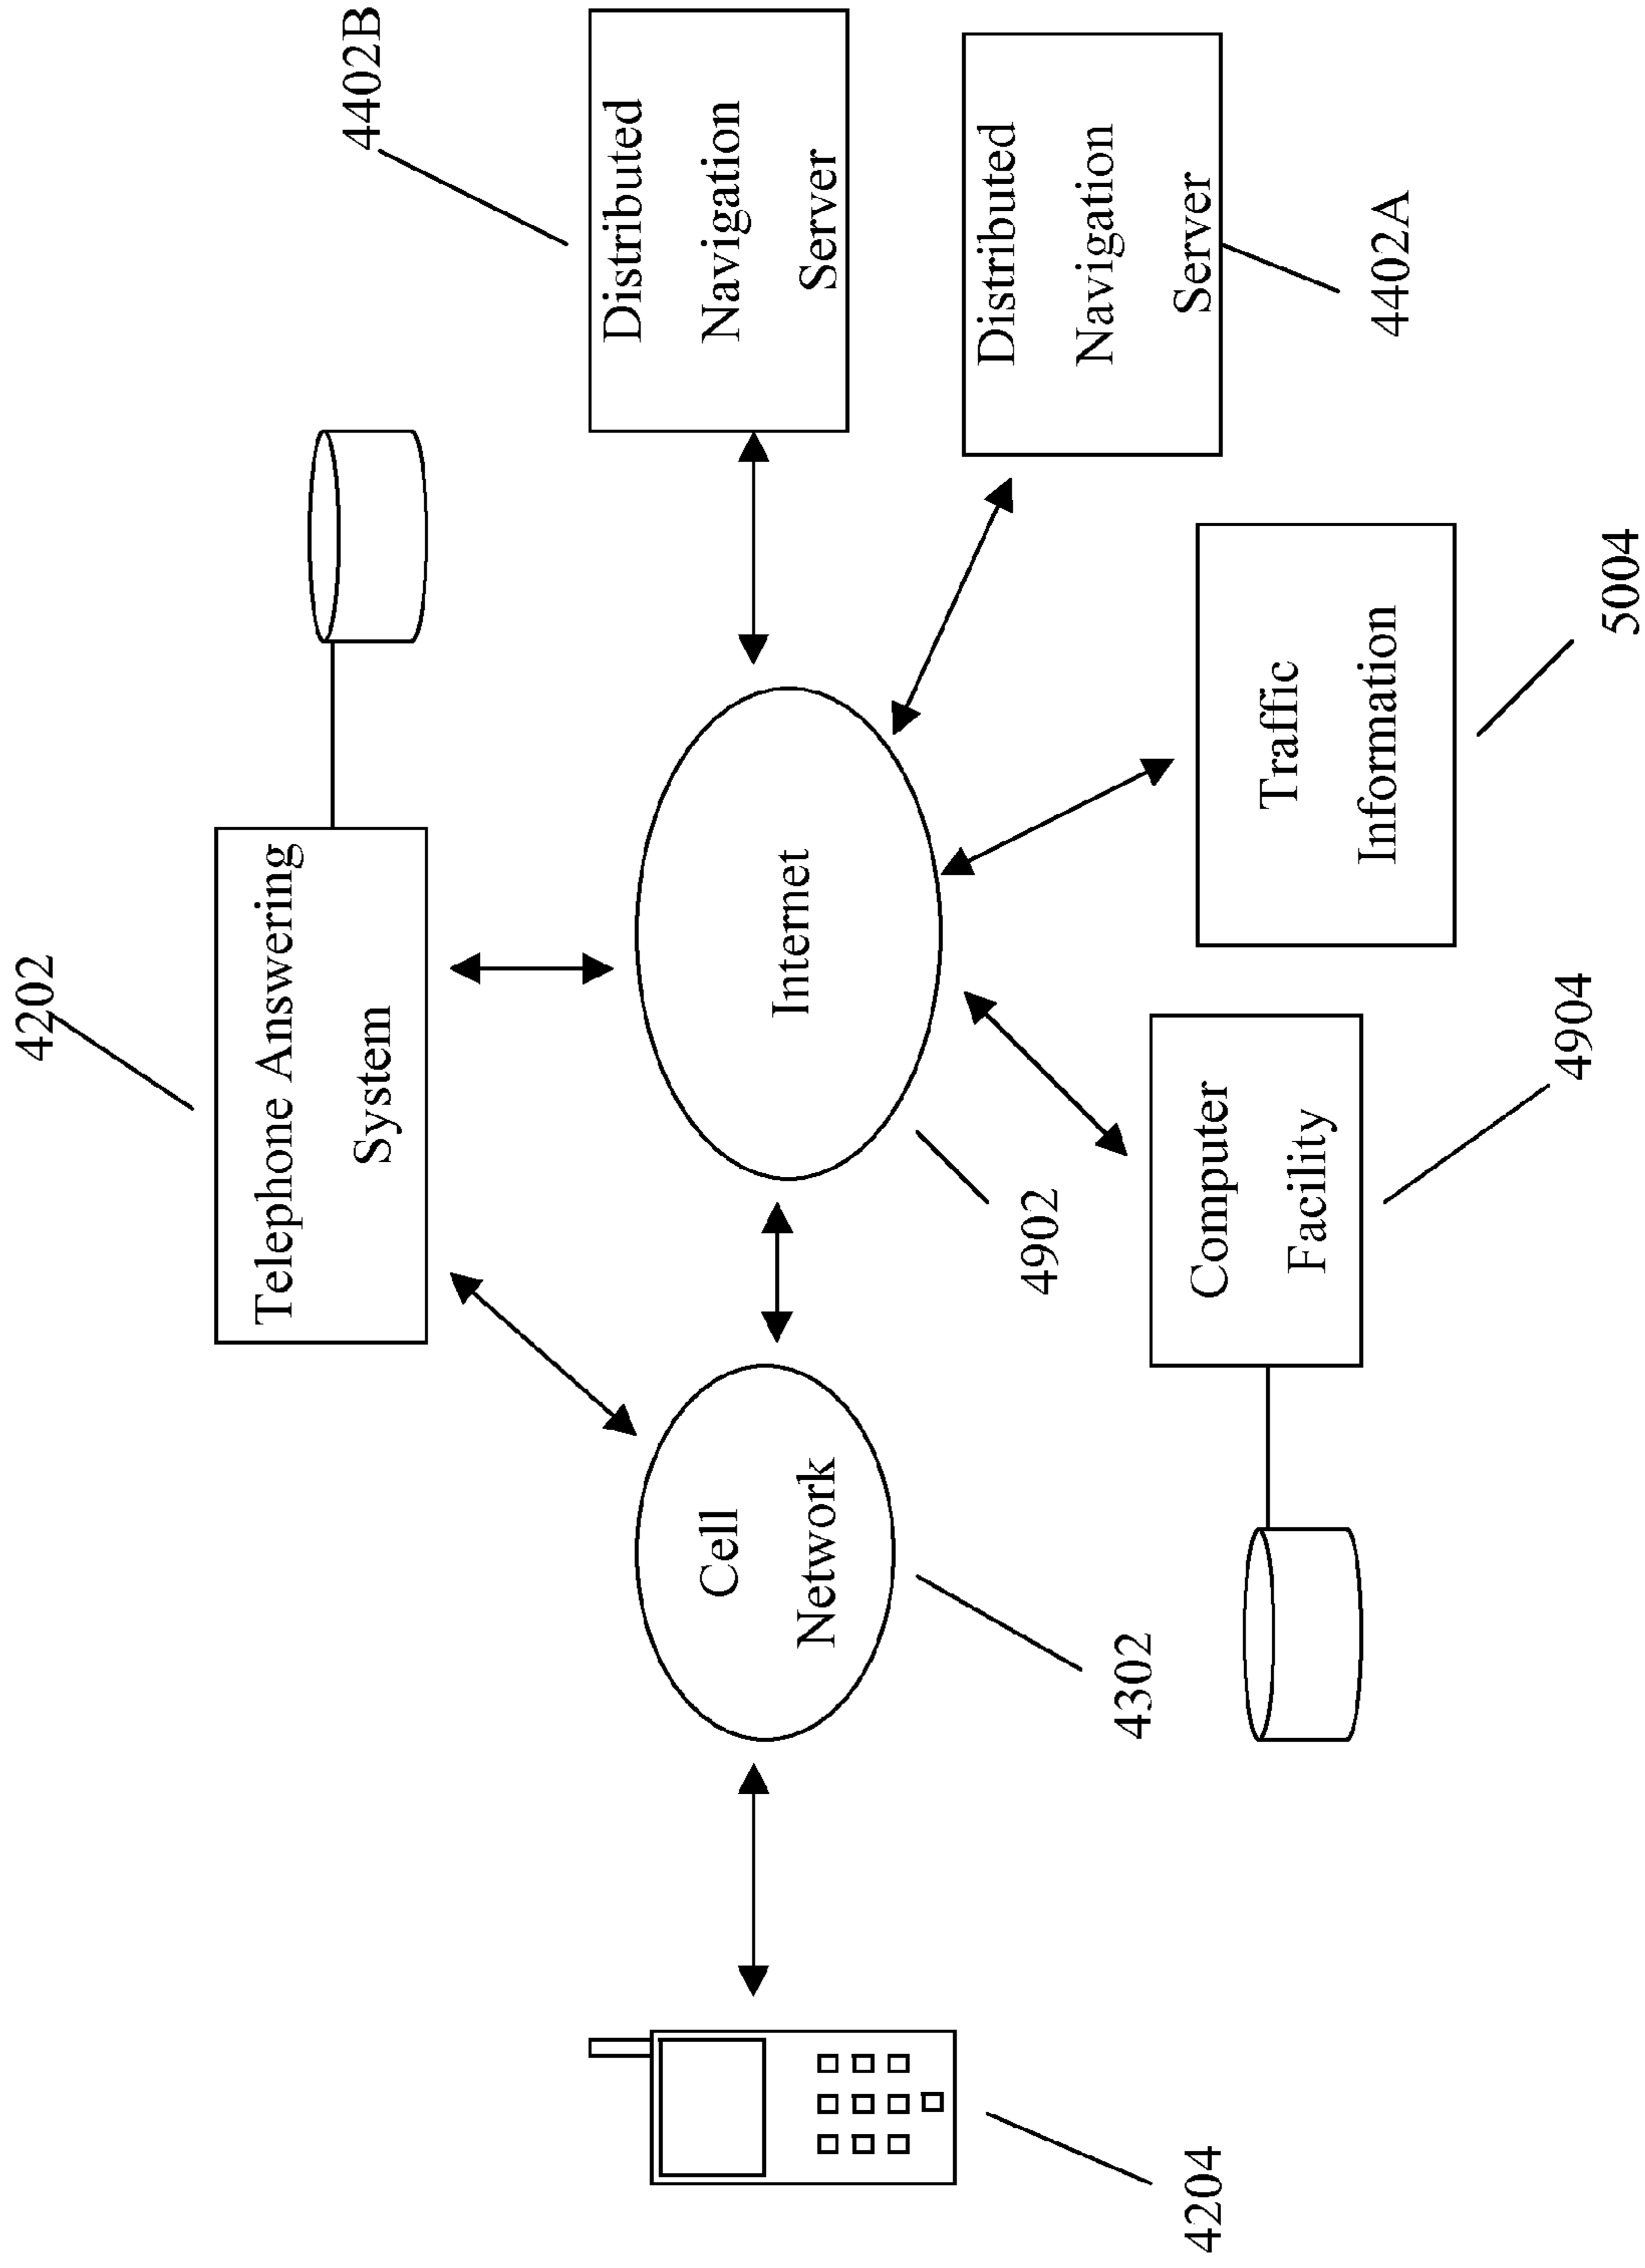 4202
Telephone Answering
System
4402B
Distributed
Navigation
Server
Cell
Network
Internet
4902
Distributed
Navigation
Server
4402A
4204
4302
Computer
Facility
4904
Traffic
Information
5004